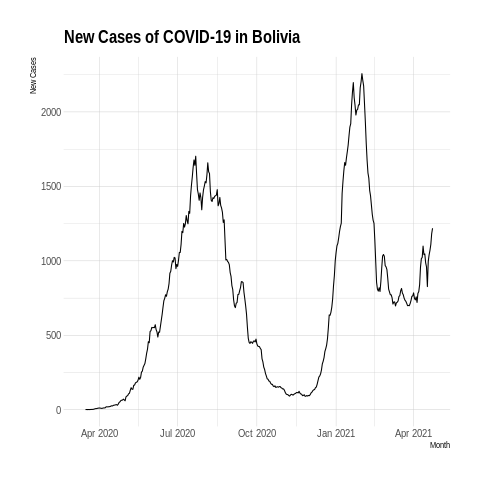 New Cases of COVID-19 in Bolivia
New Cases
2000
1500
1000
500
0
Apr 2020 Jul 2020 Oct 2020 Jan 2021 Apr 2021
Month